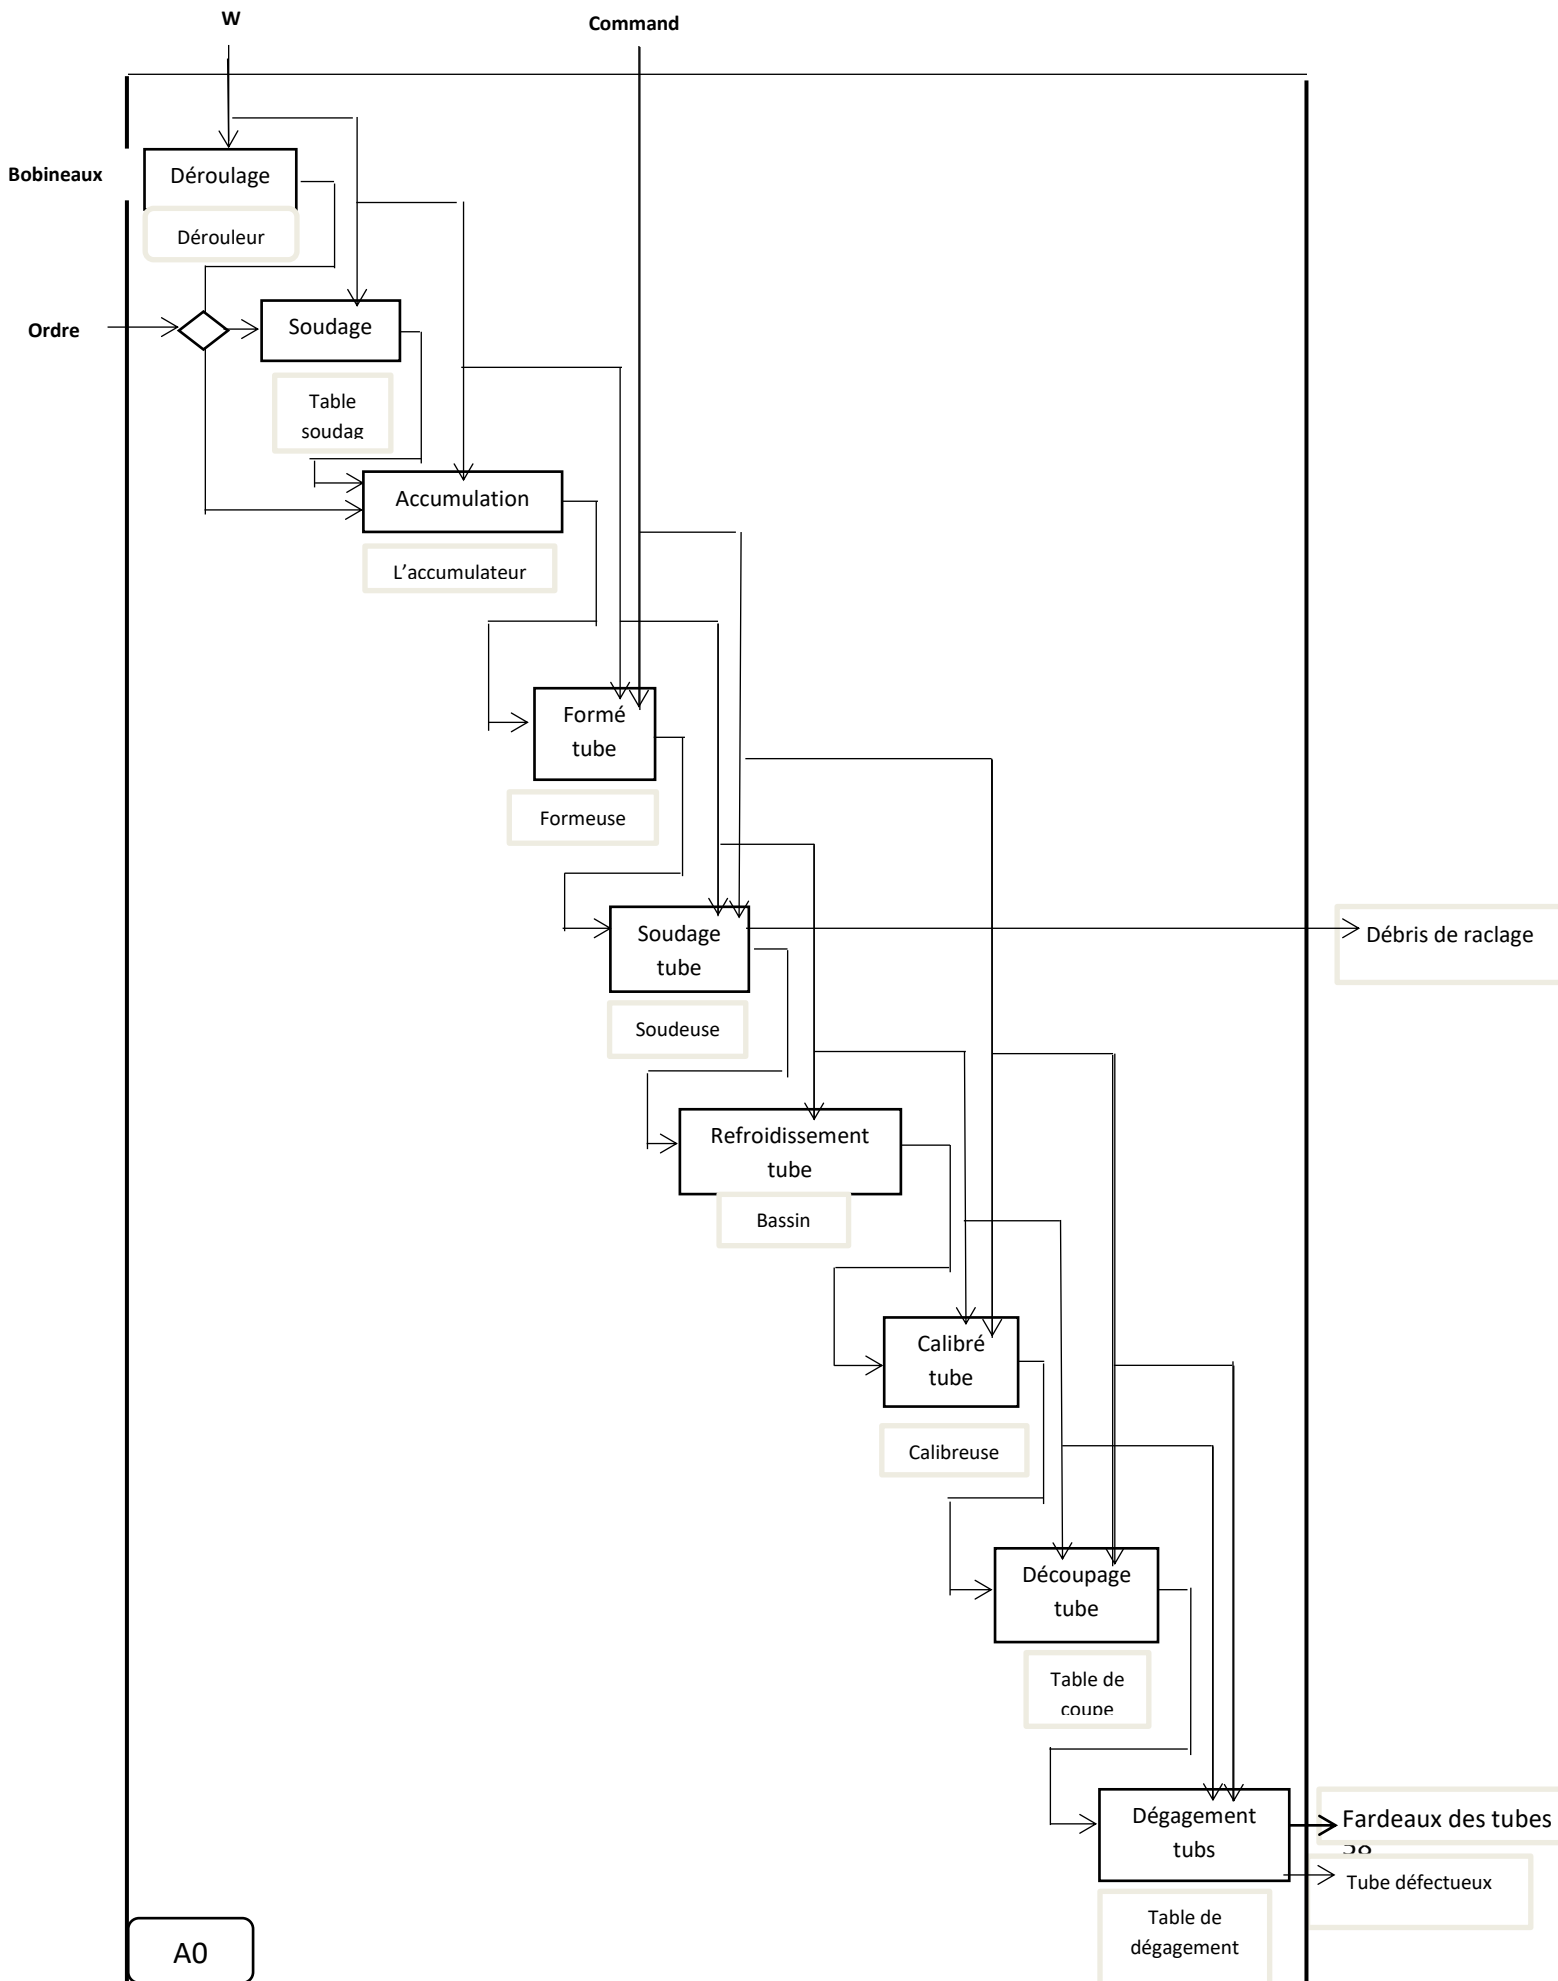 W
Command
Bobineaux
Déroulage
Dérouleur
Ordre
Soudage
Table
soudag
Accumulation
L’accumulateur
Formé
tube
Formeuse
Soudage
tube
Débris de raclage
Soudeuse
Refroidissement
tube
Bassin
Calibré
tube
Calibreuse
Découpage
tube
Table de
coupe
Dégagement
tubs
Fardeaux des tubes
Tube défectueux
Table de
dégagement
A0